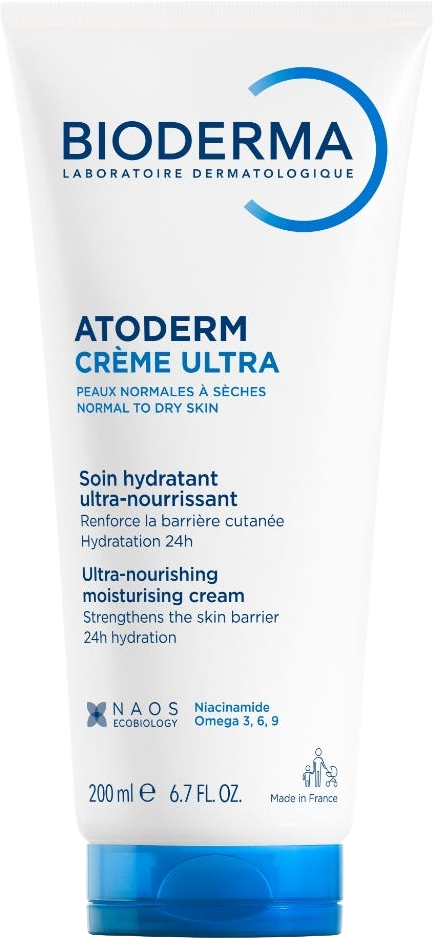 BIODERMA
LABORATOIRE DERMATOLOGIQUE
ATODERM
CRÈME ULTRA
PEAUX NORMALES À SÈCHES
NORMAL TO DRY SKIN
Soin hydratant
ultra-nourrissant
Renforce la barrière cutanée
Hydratation 24h
Ultra-nourishing
moisturising cream
Strengthens the skin barrier
24h hydration
NAOS
ECOBIOLOGY
Niacinamide
Omega 3, 6, 9
200 ml ℮ 6.7 FL. OZ.
Made in France